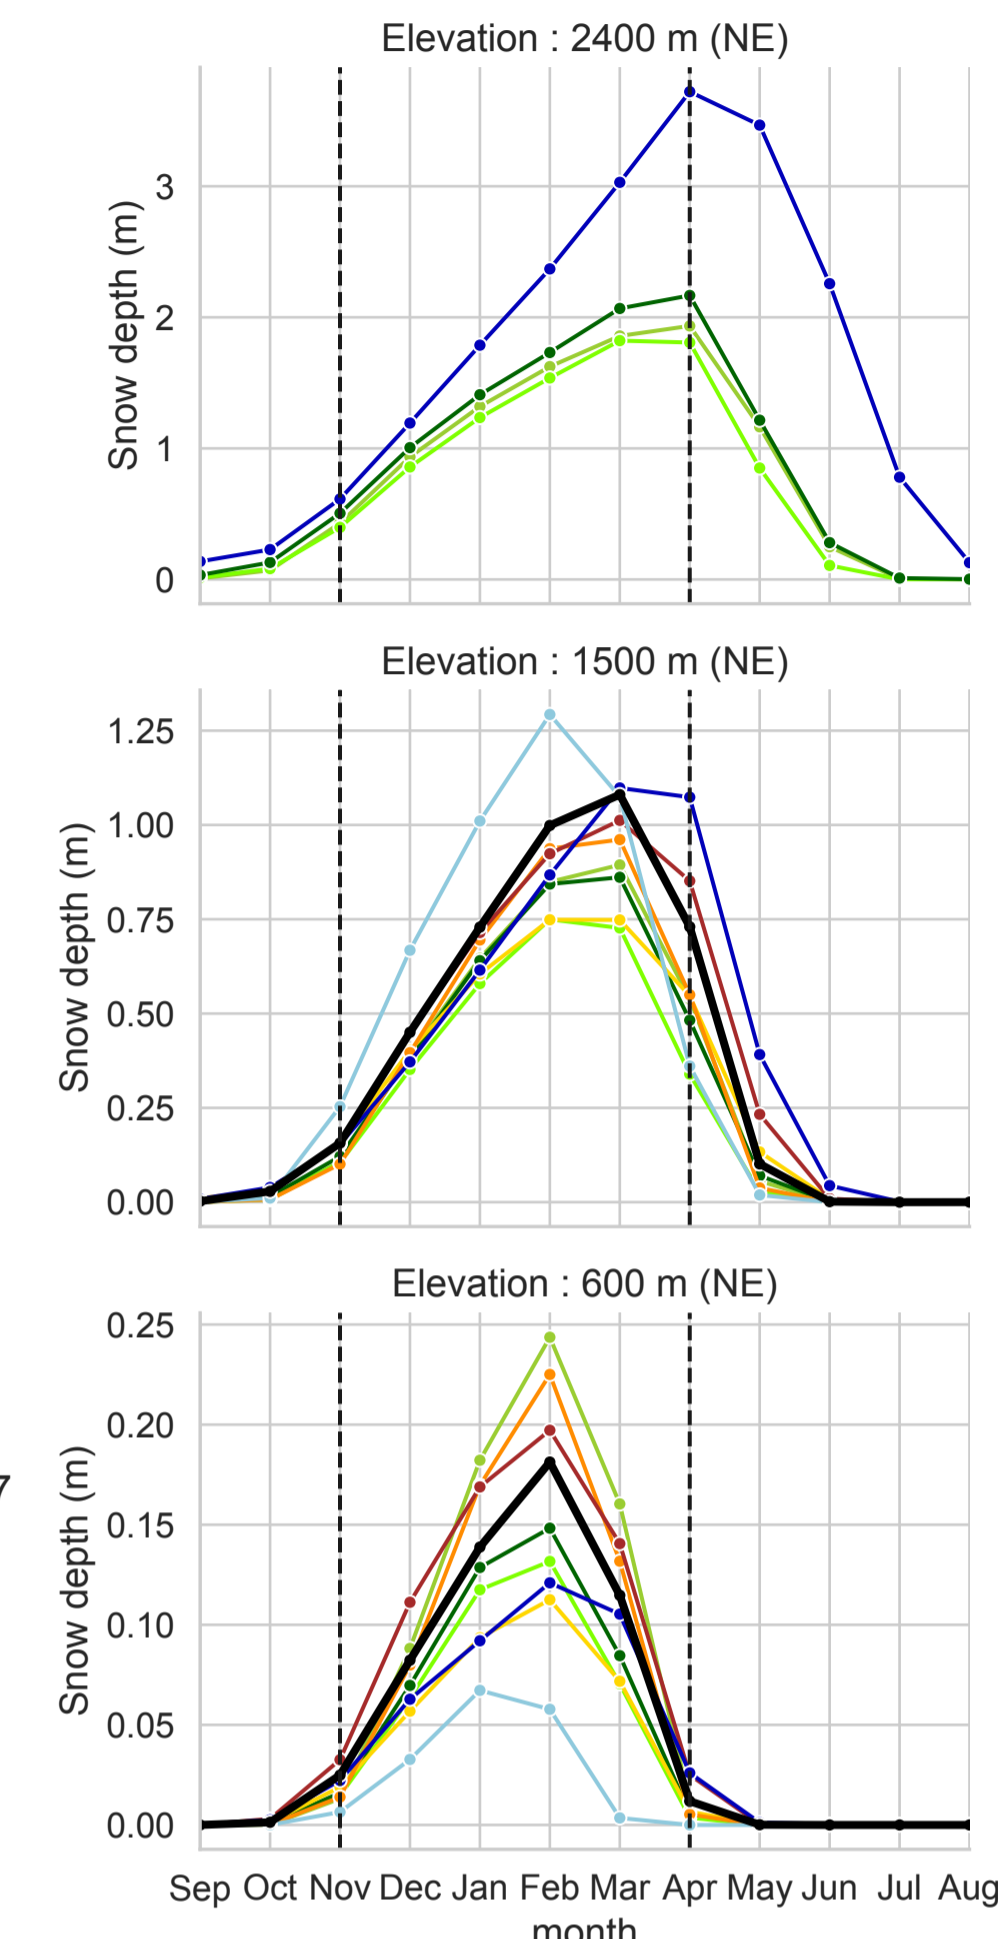 Elevation : 2400 m (NE)
3
2
1
0
Snow depth (m)
Elevation : 1500 m (NE)
1.25
1.00
0.75
0.50
0.25
0.00
Snow depth (m)
Elevation : 600 m (NE)
0.25
0.20
0.15
0.10
0.05
0.00
Snow depth (m)
7
Sep Oct Nov Dec Jan Feb Mar Apr May Jun Jul Aug
month